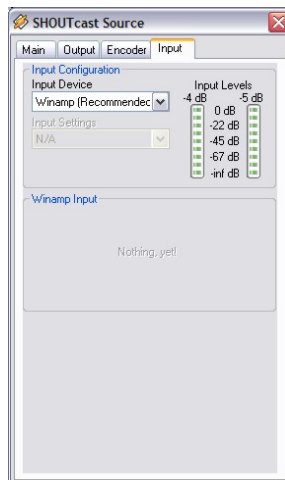 SHOUTcast Source
Main Output Encoder Input
Input Configuration
Input Device
Winamp (Recommendec
Input Settings
N/A
Input Levels
-4 dB -5 dB
0 dB
-22 dB
-45 dB
-67 dB
-inf dB
Winamp Input
Nothing, yet!